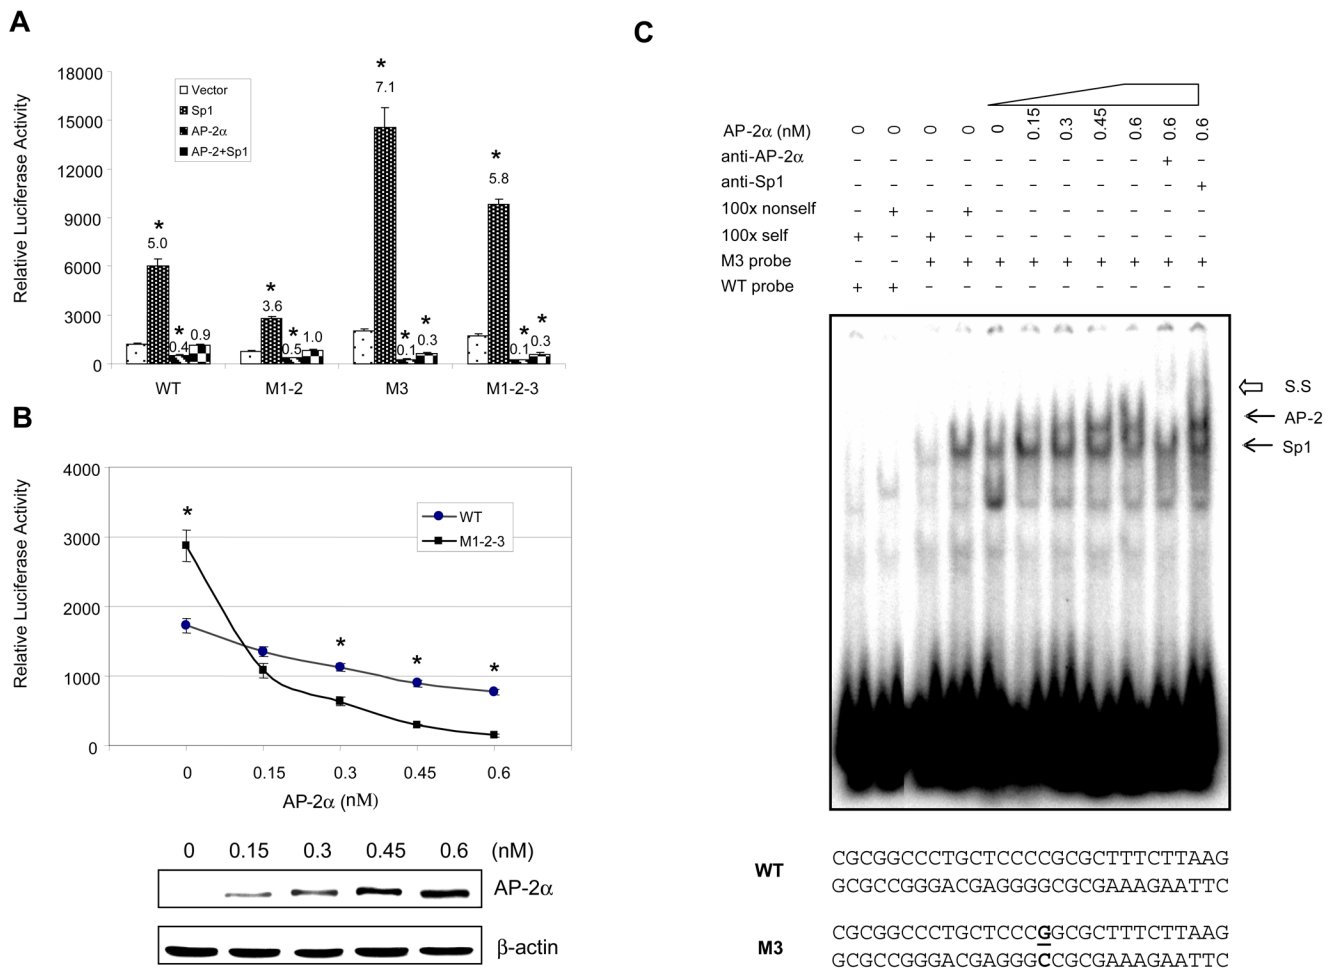 A
Relative Luciferase Activity
18000
15000
12000
9000
6000
3000
0
Vector
Sp1
AP-2α
AP-2+Sp1
* 5.0
* 0.4
0.9
* 3.6
* 0.5
1.0
* 7.1
* 0.1
* 0.3
* 5.8
* 0.1
* 0.3
WT M1-2 M3 M1-2-3
B
Relative Luciferase Activity
4000
3000
2000
1000
0
WT
M1-2-3
* * * *
0 0.15 0.3 0.45 0.6
AP-2α (nM)
0 0.15 0.3 0.45 0.6 (nM)
AP-2α
β-actin
C
AP-2α (nM) 0 0 0 0 0 0.15 0.3 0.45 0.6 0.6 0.6
anti-AP-2α – – – – – – – – – + –
anti-Sp1 – – – – – – – – – – +
100x nonself – + – + – – – – – – –
100x self + – + – – – – – – – –
M3 probe – – + + + + + + + + +
WT probe + + – – – – – – – – –
S.S
AP-2
Sp1
WT
CGCGGCCCTGCTCCCCGCGCTTTCTTAAG
GCGCCGGGACGAGGGGCGCGAAAGAATTC
M3
CGCGGCCCTGCTCCCGGCGCTTTCTTAAG
GCGCCGGGACGAGGGCCGCGAAAGAATTC